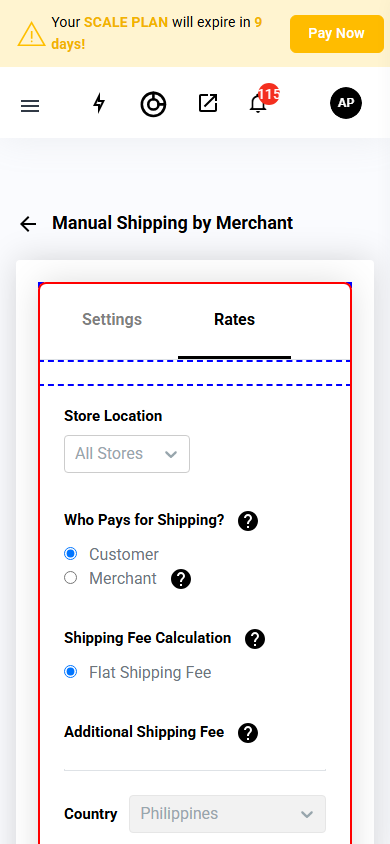 Your SCALE PLAN will expire in 9
days!
Pay Now
115
AP
Manual Shipping by Merchant
Settings
Rates
Store Location
All Stores
Who Pays for Shipping?
Customer
Merchant
Shipping Fee Calculation
Flat Shipping Fee
Additional Shipping Fee
Country
Philippines